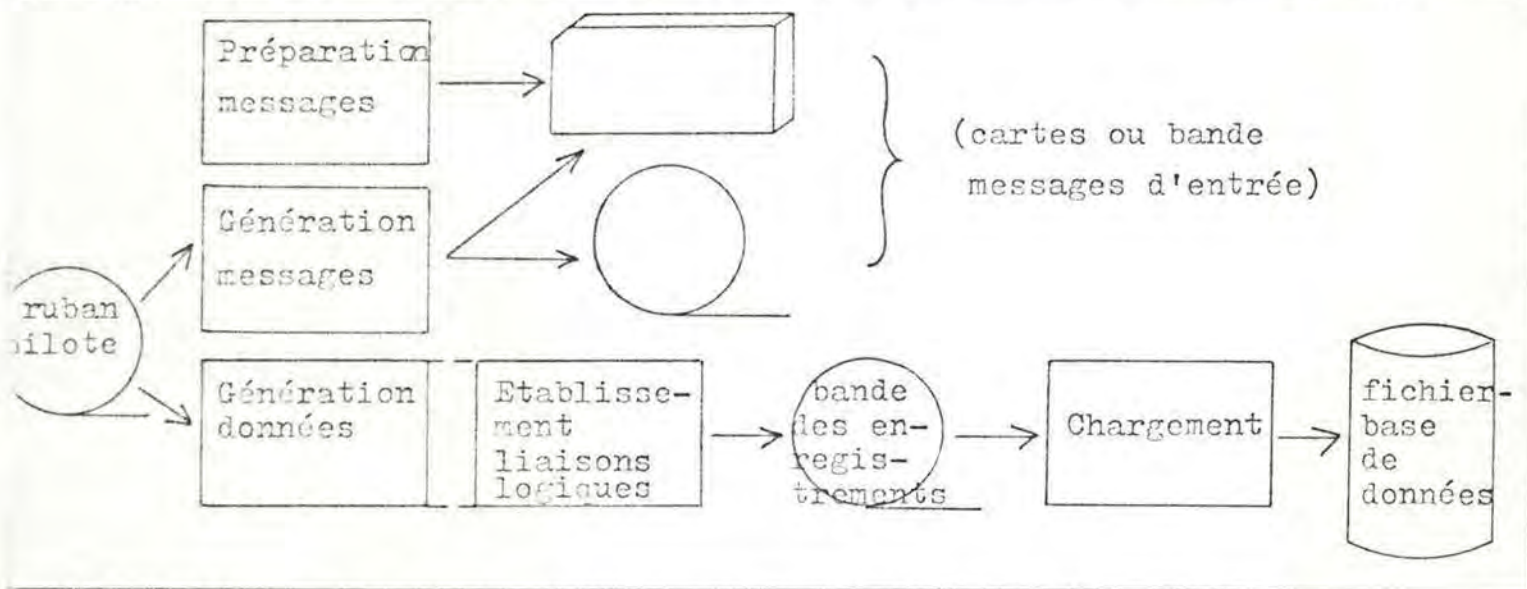 Préparation
messages
(cartes ou bande
messages d'entrée)
Génération
messages
ruban
pilote
Génération
données
Etablisse-
ment
liaisons
logiques
bande
des en-
regis-
trements
Chargement
fichier-
base
de
données